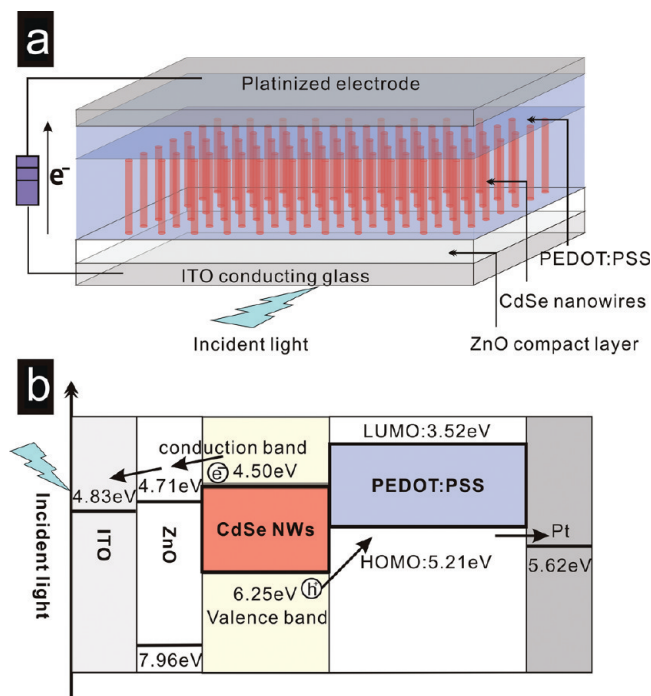 a
Platinized electrode
e-
PEDOT:PSS
ITO conducting glass
CdSe nanowires
Incident light
ZnO compact layer
b
LUMO:3.52eV
conduction band
e- 4.50eV
4.71eV
4.83eV
PEDOT:PSS
Incident light
ITO
ZnO
CdSe NWs
Pt
HOMO:5.21eV
5.62eV
6.25eV h+
Valence band
7.96eV